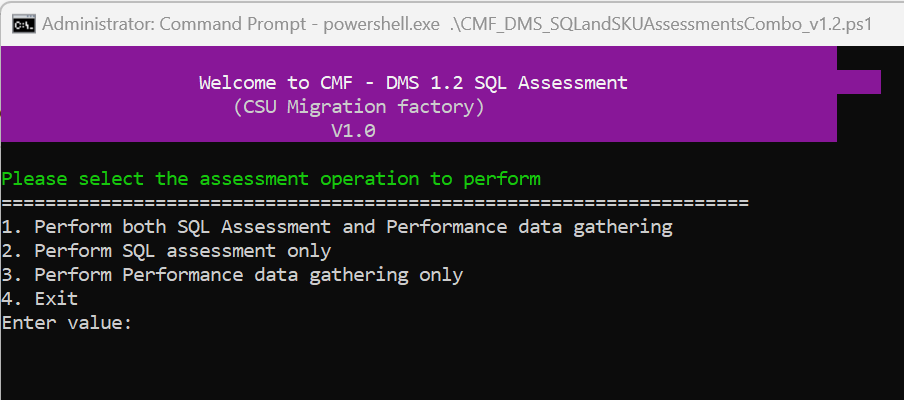 Administrator: Command Prompt - powershell.exe .\CMF_DMS_SQLandSKUAssessmentsCombo_v1.2.ps1
Welcome to CMF - DMS 1.2 SQL Assessment
(CSU Migration factory)
V1.0
Please select the assessment operation to perform
====================================================================
1. Perform both SQL Assessment and Performance data gathering
2. Perform SQL assessment only
3. Perform Performance data gathering only
4. Exit
Enter value: